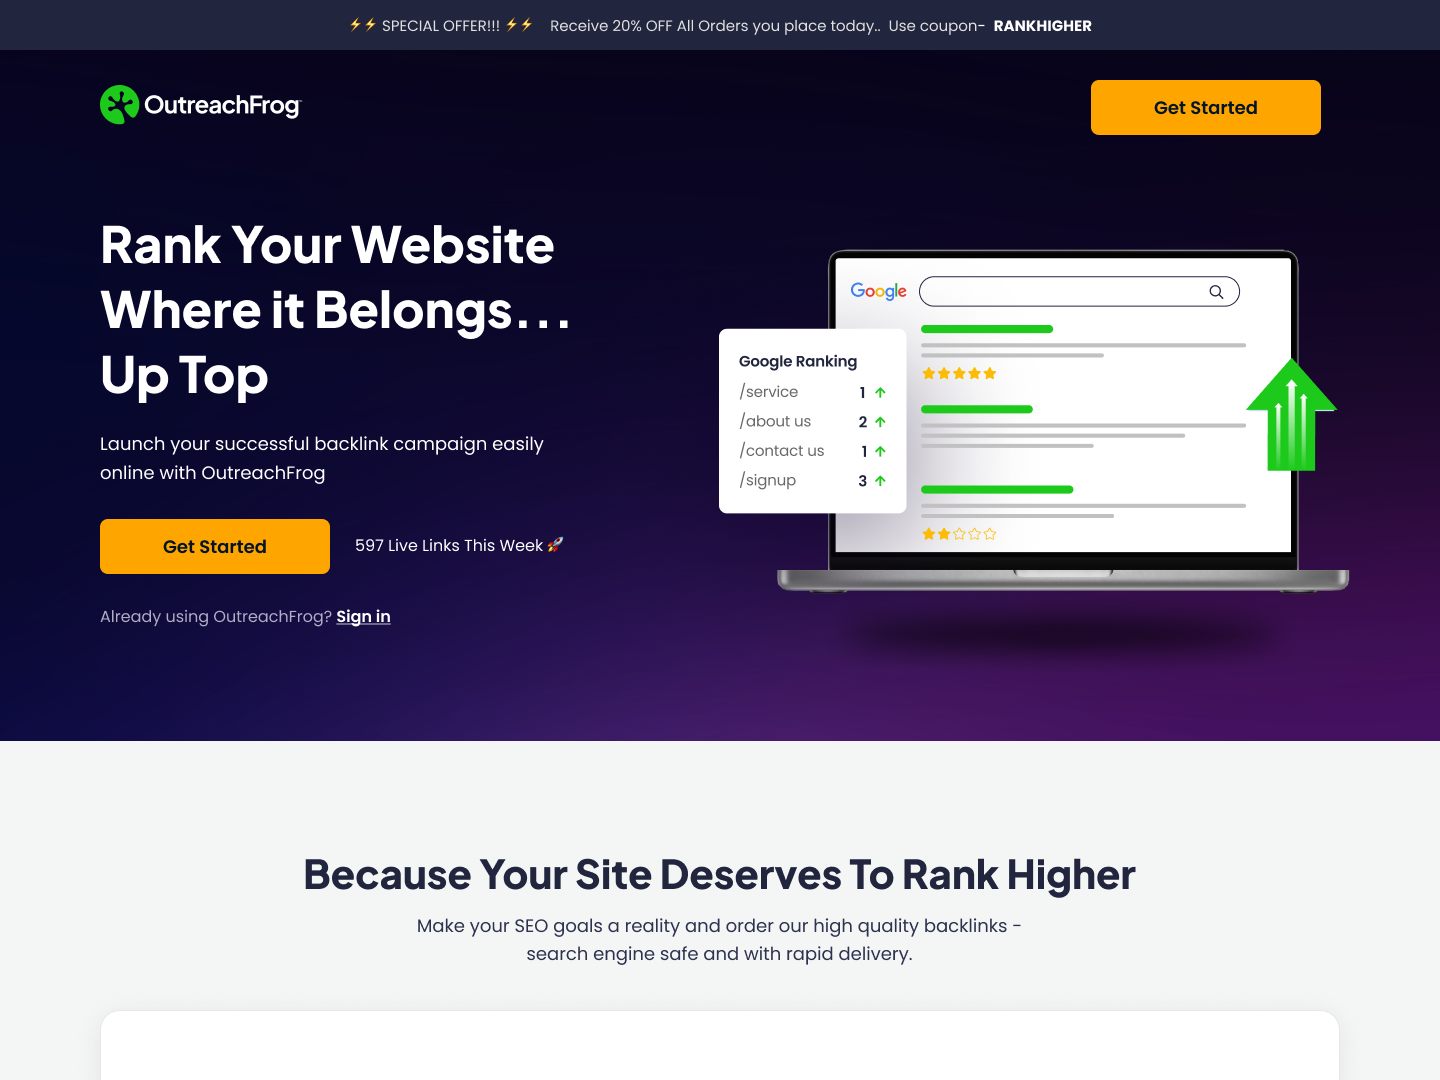 ⚡⚡ SPECIAL OFFER!!! ⚡⚡ Receive 20% OFF All Orders you place today.. Use coupon- RANKHIGHER
OutreachFrog
Get Started
Rank Your Website
Where it Belongs...
Up Top
Launch your successful backlink campaign easily
online with OutreachFrog
Get Started
597 Live Links This Week 🚀
Already using OutreachFrog? Sign in
Google
Google Ranking
/service 1 ↑
/about us 2 ↑
/contact us 1 ↑
/signup 3 ↑
Because Your Site Deserves To Rank Higher
Make your SEO goals a reality and order our high quality backlinks -
search engine safe and with rapid delivery.